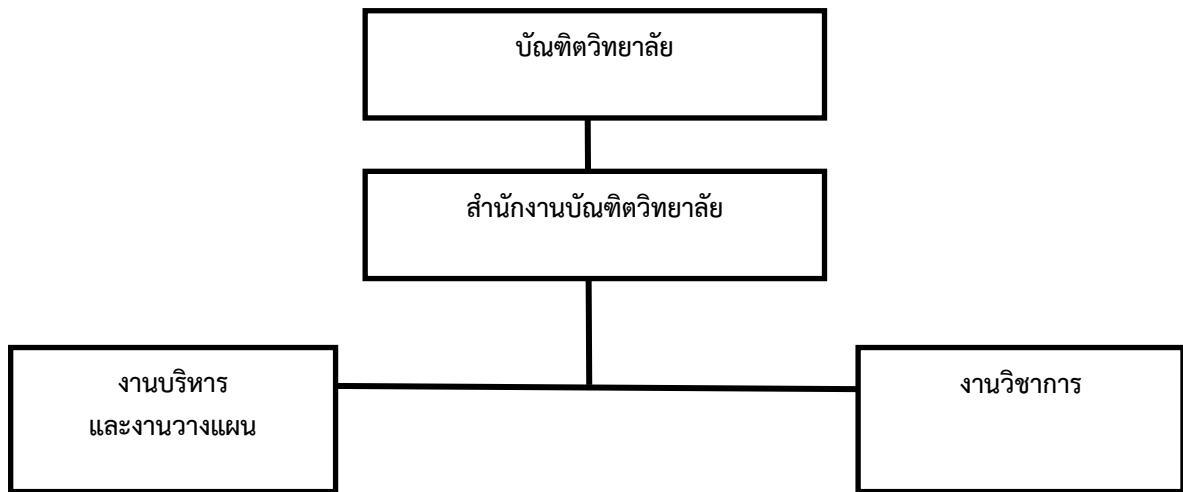 บัณฑิตวิทยาลัย
สำนักงานบัณฑิตวิทยาลัย
งานบริหาร
และงานวางแผน
งานวิชาการ